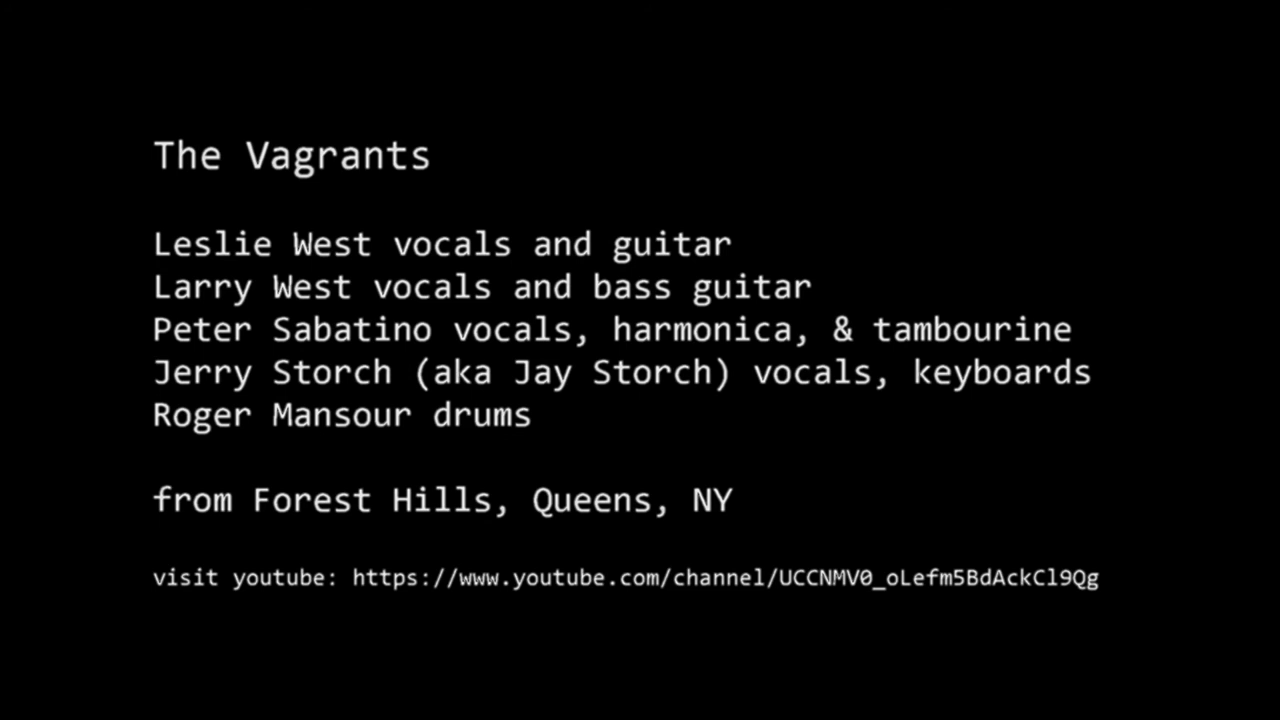 The Vagrants
Leslie West vocals and guitar
Larry West vocals and bass guitar
Peter Sabatino vocals, harmonica, & tambourine
Jerry Storch (aka Jay Storch) vocals, keyboards
Roger Mansour drums
from Forest Hills, Queens, NY
visit youtube: https://www.youtube.com/channel/UCCNMV0_oLefm5BdAckCl9Qg